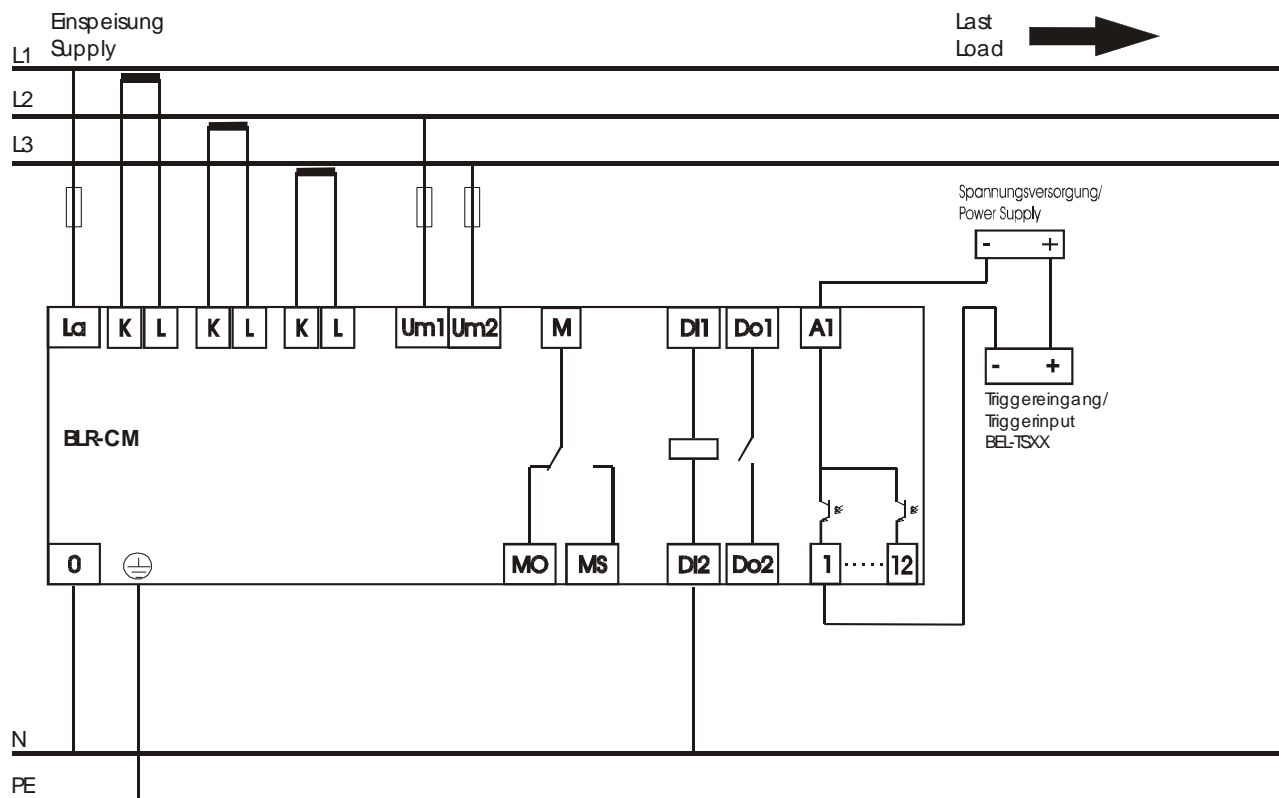 Einspeisung
Supply
Last
Load
L1
L2
L3
Spannungsversorgung/
Power Supply
- +
La K L K L K L Um1 Um2 M DI1 Do1 A1
- +
Triggereingang/
Triggerinput
BEL-TSXX
BLR-CM
0 MO MS DI2 Do2 1 ..... 12
N
PE